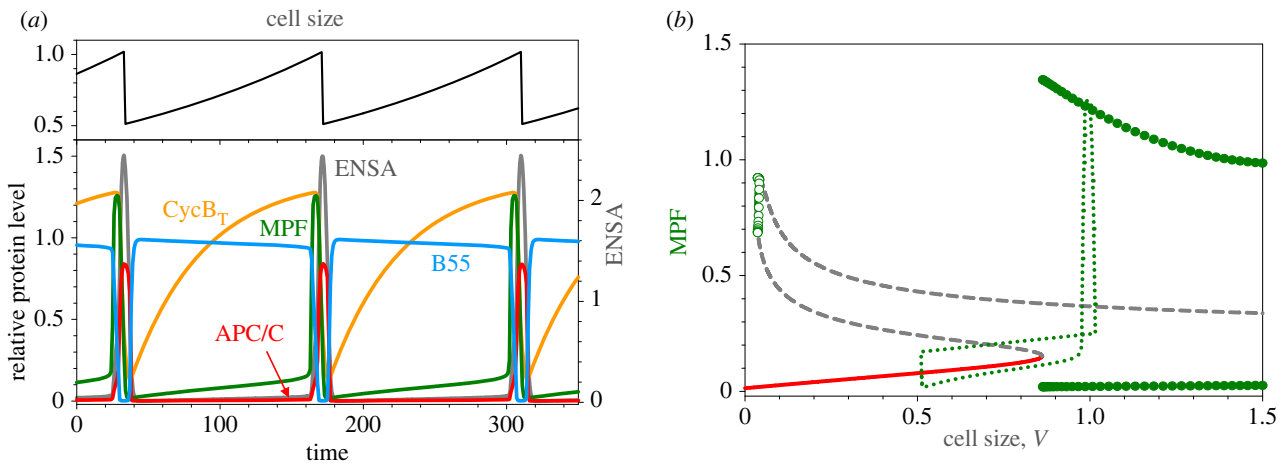 (a)
cell size
1.0
0.5
1.5
1.0
0.5
0
relative protein level
CycB_T
MPF
ENSA
B55
APC/C
2
1
0
ENSA
0
100
200
300
time
(b)
1.5
1.0
0.5
0
MPF
0
0.5
1.0
1.5
cell size, V